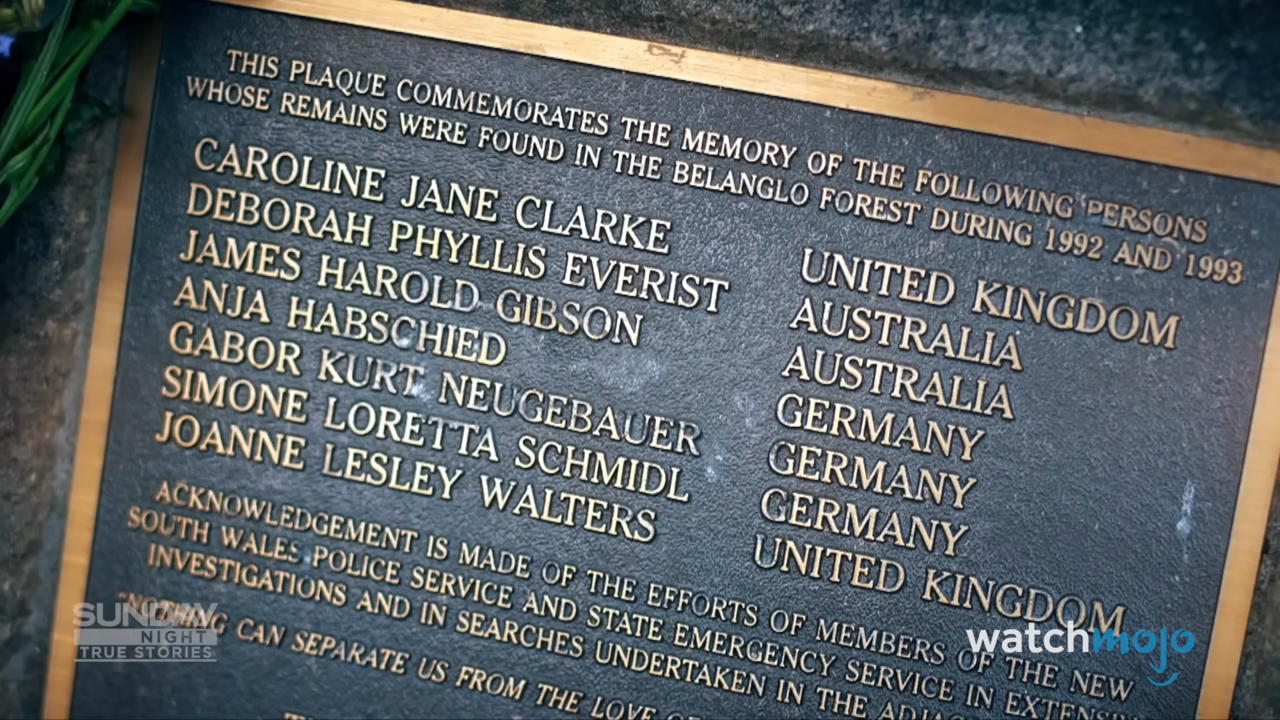 THIS PLAQUE COMMEMORATES THE MEMORY OF THE FOLLOWING PERSONS
WHOSE REMAINS WERE FOUND IN THE BELANGLO FOREST DURING 1992 AND 1993
CAROLINE JANE CLARKE UNITED KINGDOM
DEBORAH PHYLLIS EVERIST AUSTRALIA
JAMES HAROLD GIBSON AUSTRALIA
ANJA HABSCHIED GERMANY
GABOR KURT NEUGEBAUER GERMANY
SIMONE LORETTA SCHMIDL GERMANY
JOANNE LESLEY WALTERS UNITED KINGDOM
ACKNOWLEDGEMENT IS MADE OF THE EFFORTS OF MEMBERS OF THE NEW
SOUTH WALES POLICE SERVICE AND STATE EMERGENCY SERVICE IN
INVESTIGATIONS AND IN SEARCHES UNDERTAKEN IN THE
"NOTHING CAN SEPARATE US FROM THE LOVE
SUNDAY
NIGHT
TRUE STORIES
watchmojo